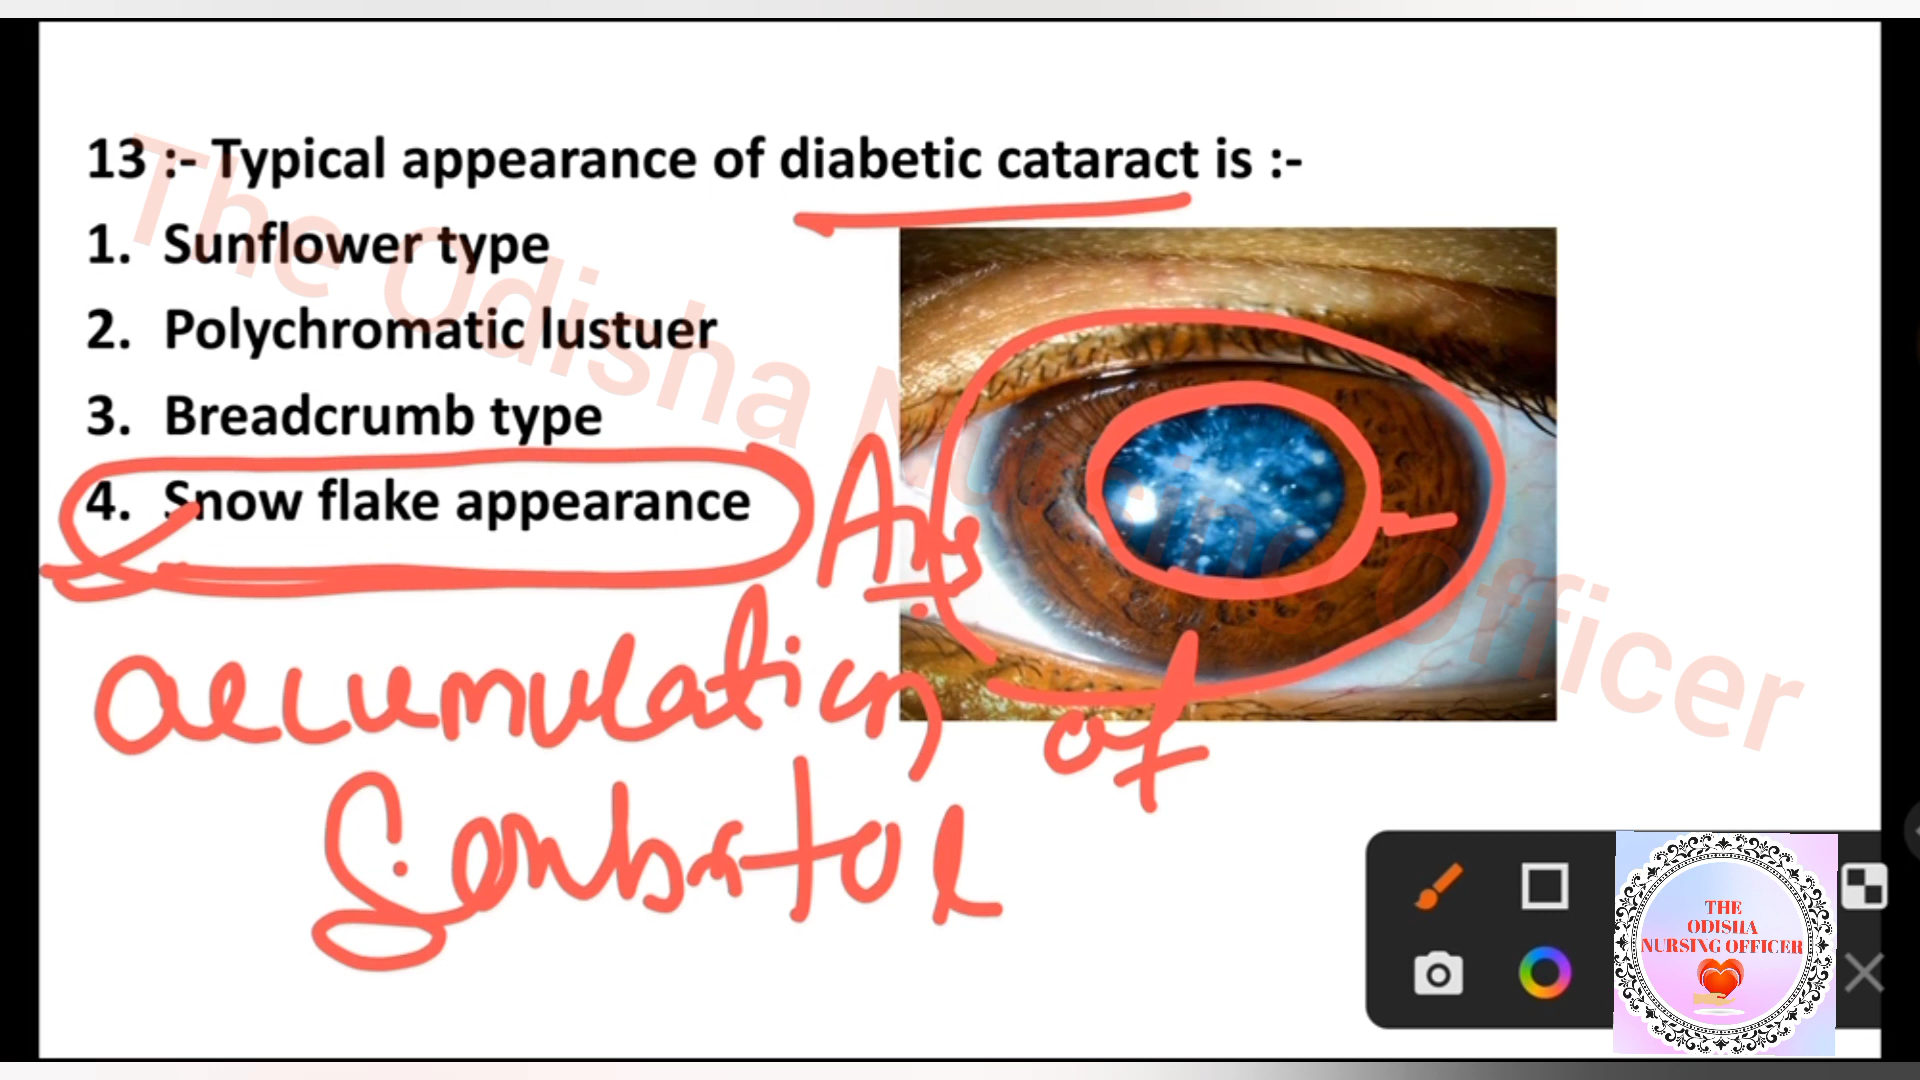 13 :- Typical appearance of diabetic cataract is :-
1. Sunflower type
2. Polychromatic lustuer
3. Breadcrumb type
4. Snow flake appearance
Ans
accumulation of
The Odisha Nursing Officer
THE
ODISHA
NURSING OFFICER